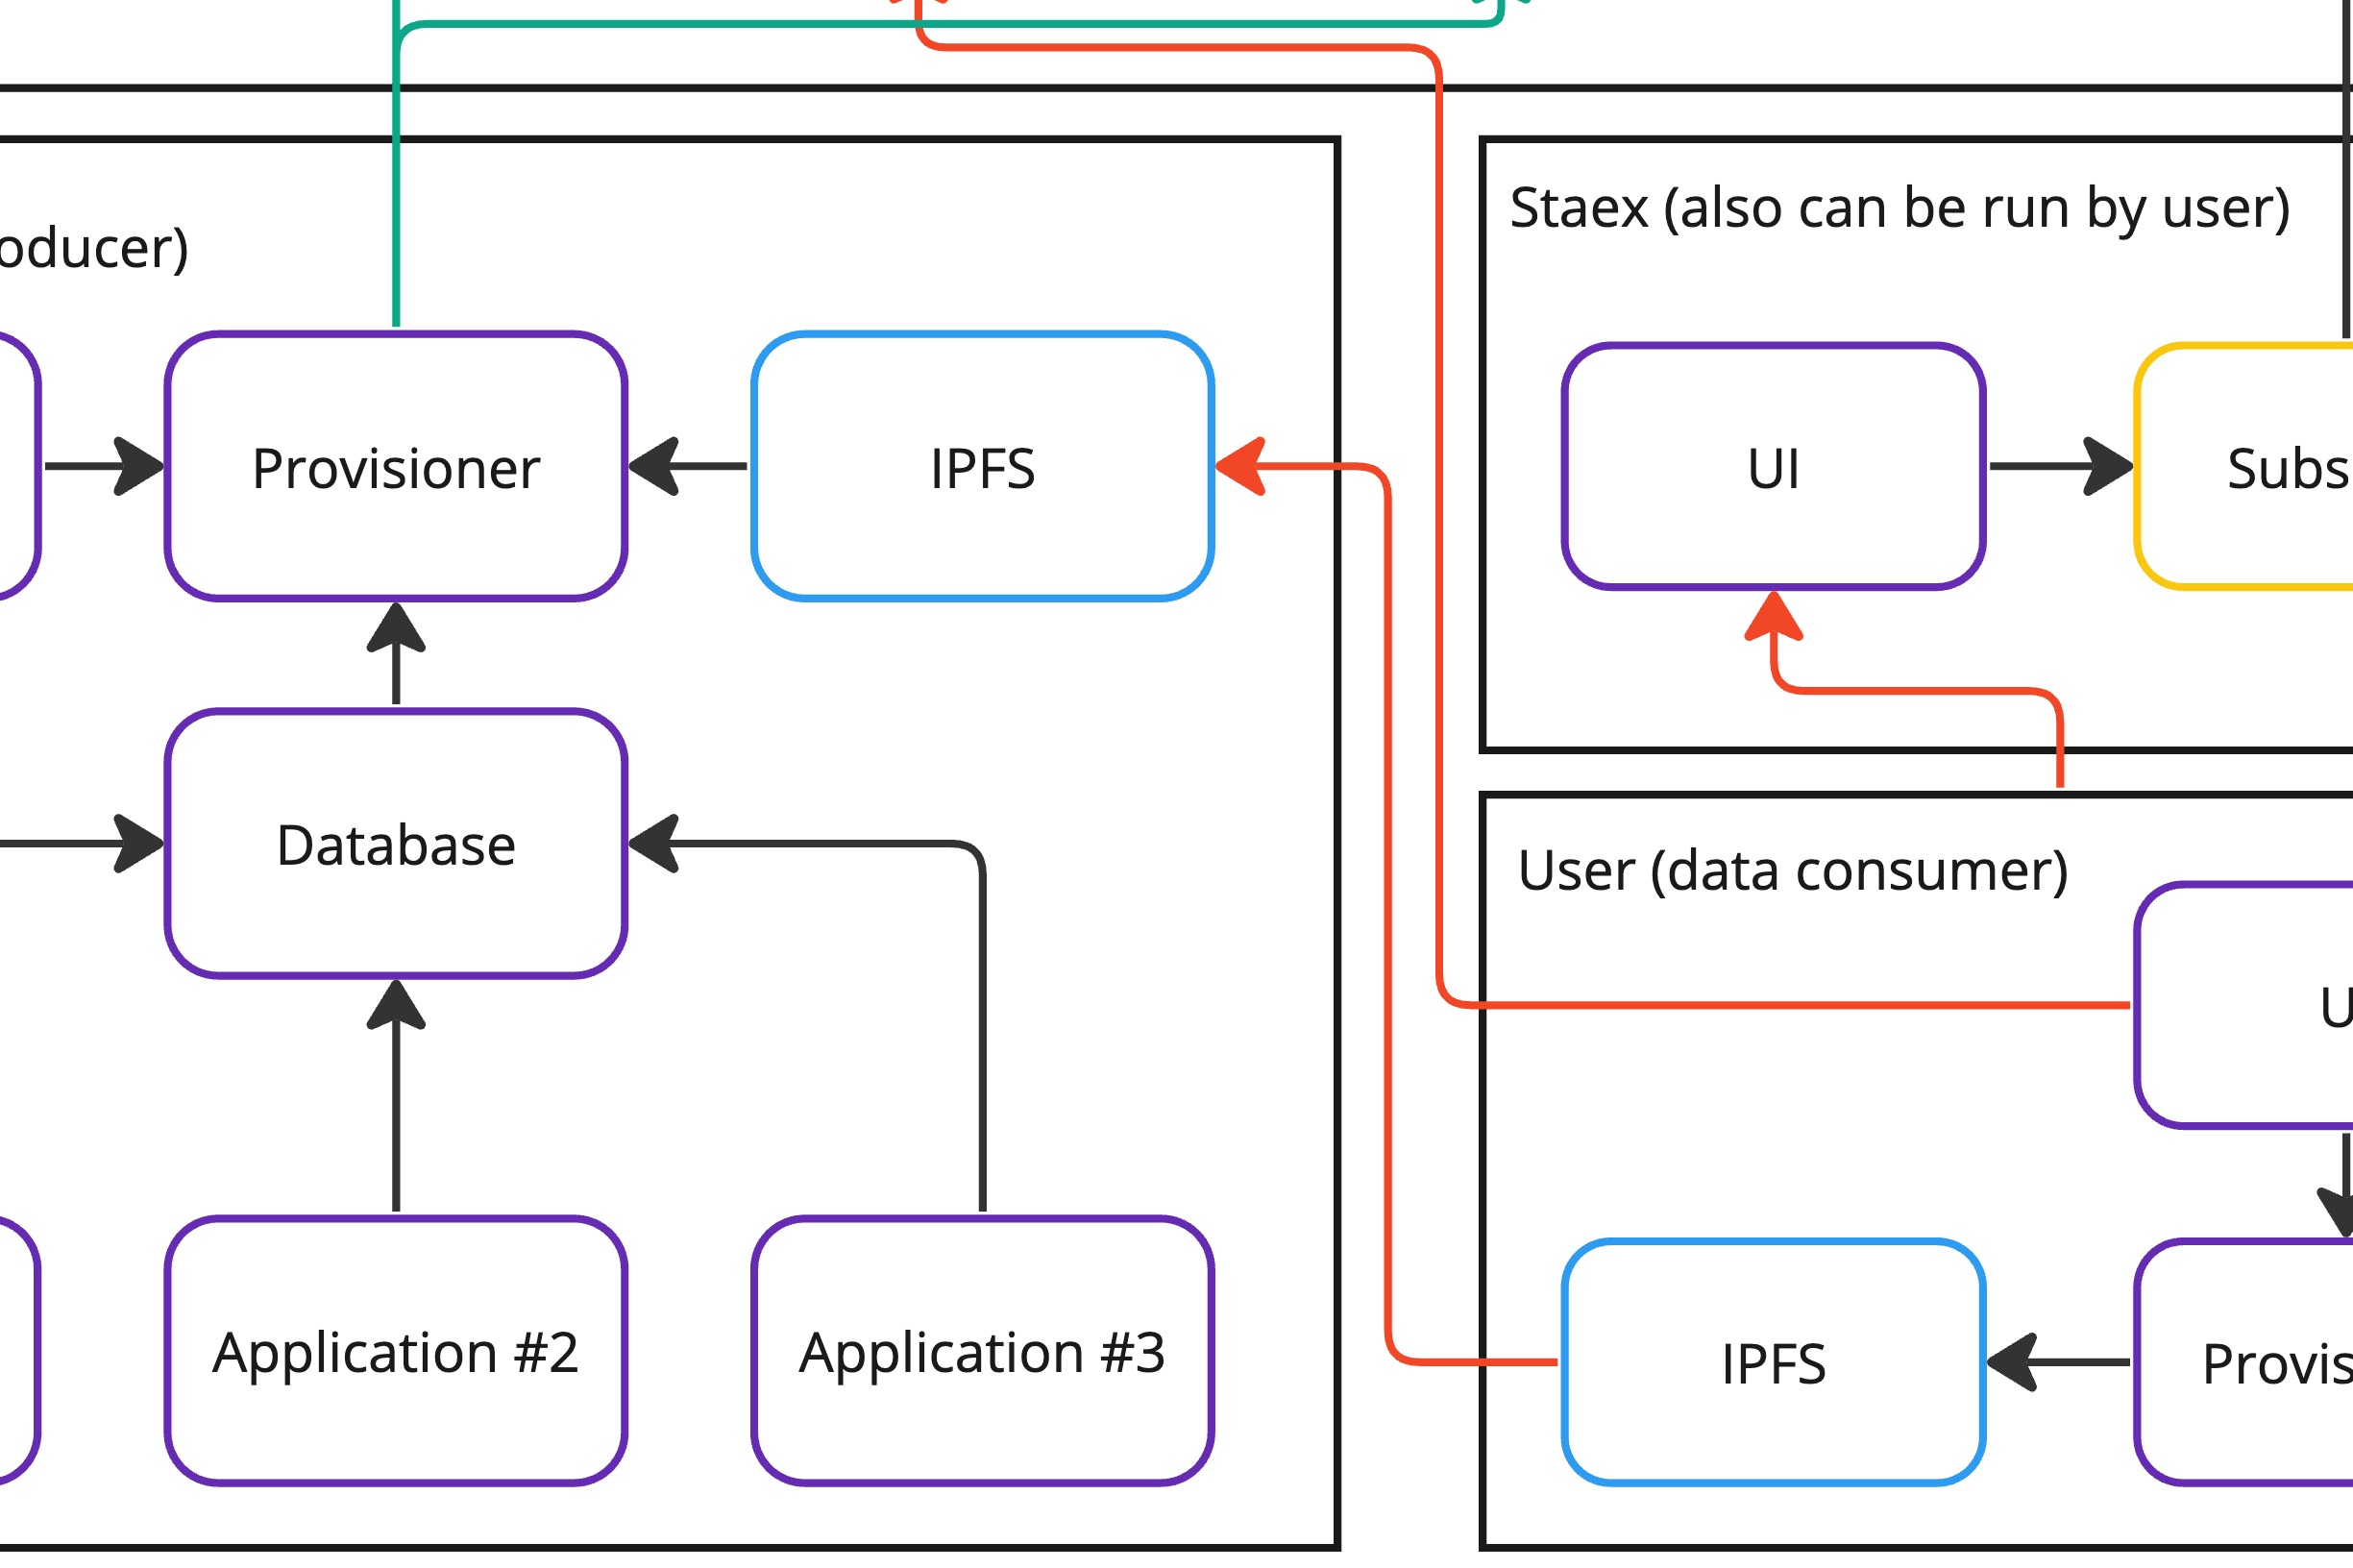 Staex (also can be run by user)
oducer)
Provisioner
IPFS
UI
Subs
Database
User (data consumer)
U
Application #2
Application #3
IPFS
Provis